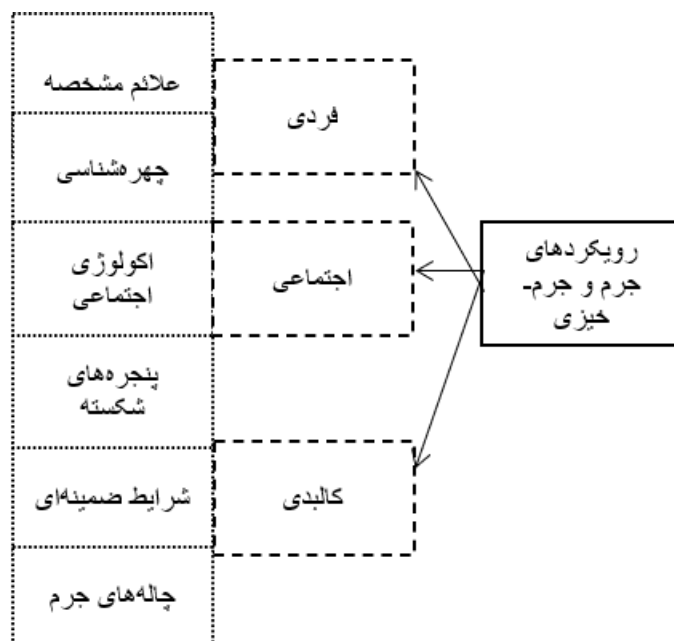 رویکردهای
جرم و جرم-
خیزی
فردی
اجتماعی
کالبدی
علائم مشخصه
چهره‌شناسی
اکولوژی
اجتماعی
پنجره‌های
شکسته
شرایط ضمینه‌ای
چاله‌های جرم